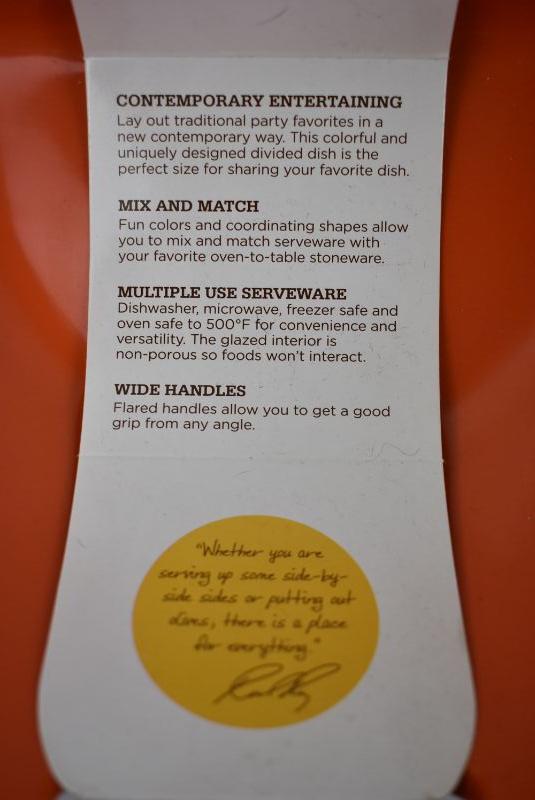 CONTEMPORARY ENTERTAINING
Lay out traditional party favorites in a
new contemporary way. This colorful and
uniquely designed divided dish is the
perfect size for sharing your favorite dish.
MIX AND MATCH
Fun colors and coordinating shapes allow
you to mix and match serveware with
your favorite oven-to-table stoneware.
MULTIPLE USE SERVEWARE
Dishwasher, microwave, freezer safe and
oven safe to 500°F for convenience and
versatility. The glazed interior is
non-porous so foods won't interact.
WIDE HANDLES
Flared handles allow you to get a good
grip from any angle.
"Whether you are
serving up some side-by-
side sides or putting out
olives, there is a place
for everything."